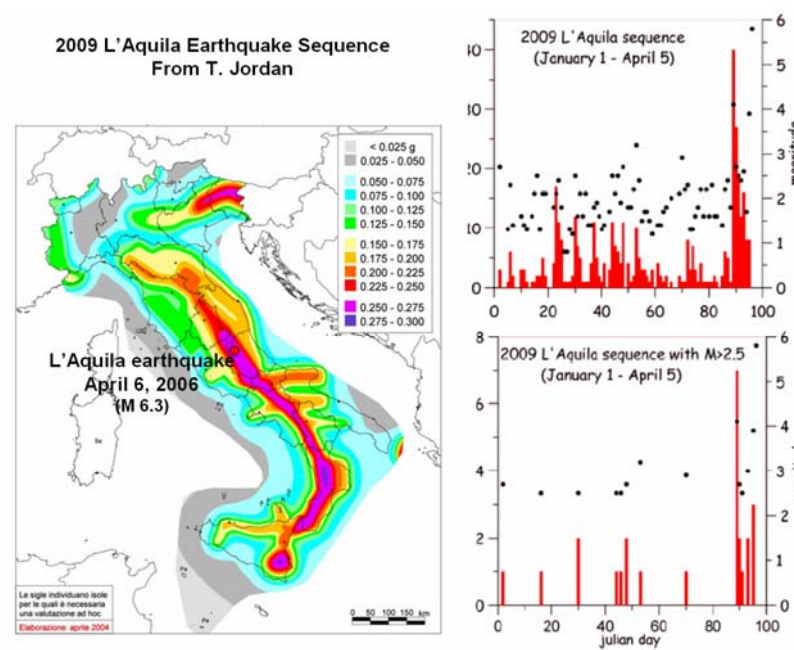 2009 L'Aquila Earthquake Sequence
From T. Jordan
< 0.025 g
0.025 - 0.050
0.050 - 0.075
0.075 - 0.100
0.100 - 0.125
0.125 - 0.150
0.150 - 0.175
0.175 - 0.200
0.200 - 0.225
0.225 - 0.250
0.250 - 0.275
0.275 - 0.300
L'Aquila earthquake
April 6, 2006
(M 6.3)
Le sigle individuano isole
per le quali è necessaria
una valutazione ad hoc
Elaborazione: aprile 2004
0 50 100 150 km
2009 L'Aquila sequence
(January 1 - April 5)
40
30
20
10
0
6
5
4
3
2
1
0
magnitude
0 20 40 60 80 100
2009 L'Aquila sequence with M>2.5
(January 1 - April 5)
8
6
4
2
0
6
5
4
3
2
1
0
0 20 40 60 80 100
julian day